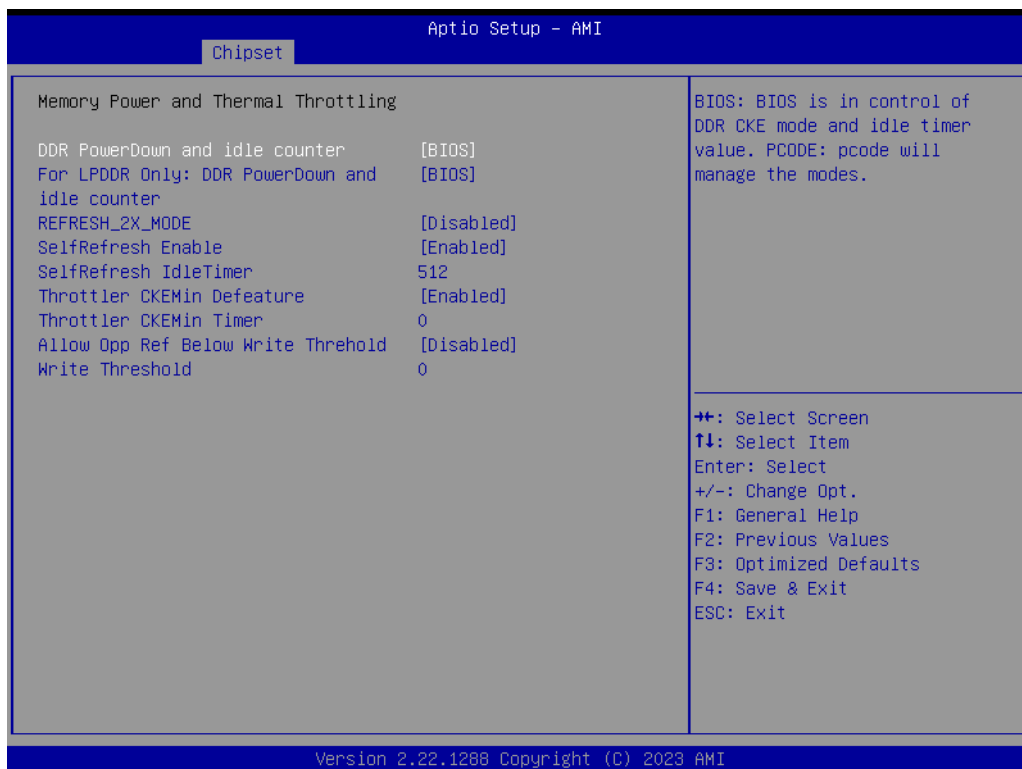 Aptio Setup – AMI
Chipset
Memory Power and Thermal Throttling
DDR PowerDown and idle counter [BIOS]
For LPDDR Only: DDR PowerDown and [BIOS]
idle counter
REFRESH_2X_MODE [Disabled]
SelfRefresh Enable [Enabled]
SelfRefresh IdleTimer 512
Throttler CKEMin Defeature [Enabled]
Throttler CKEMin Timer 0
Allow Opp Ref Below Write Threhold [Disabled]
Write Threshold 0
BIOS: BIOS is in control of
DDR CKE mode and idle timer
value. PCODE: pcode will
manage the modes.
→←: Select Screen
↑↓: Select Item
Enter: Select
+/-: Change Opt.
F1: General Help
F2: Previous Values
F3: Optimized Defaults
F4: Save & Exit
ESC: Exit
Version 2.22.1288 Copyright (C) 2023 AMI